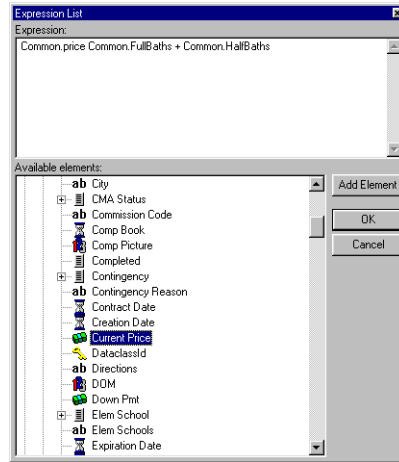 Expression List
Expression:
Common.price Common.FullBaths + Common.HalfBaths
Available elements:
ab City
CMA Status
ab Commission Code
Comp Book
Comp Picture
Completed
Contingency
ab Contingency Reason
Contract Date
Creation Date
Current Price
DataclassId
ab Directions
DOM
Down Pmt
Elem School
ab Elem Schools
Expiration Date
Add Element
OK
Cancel